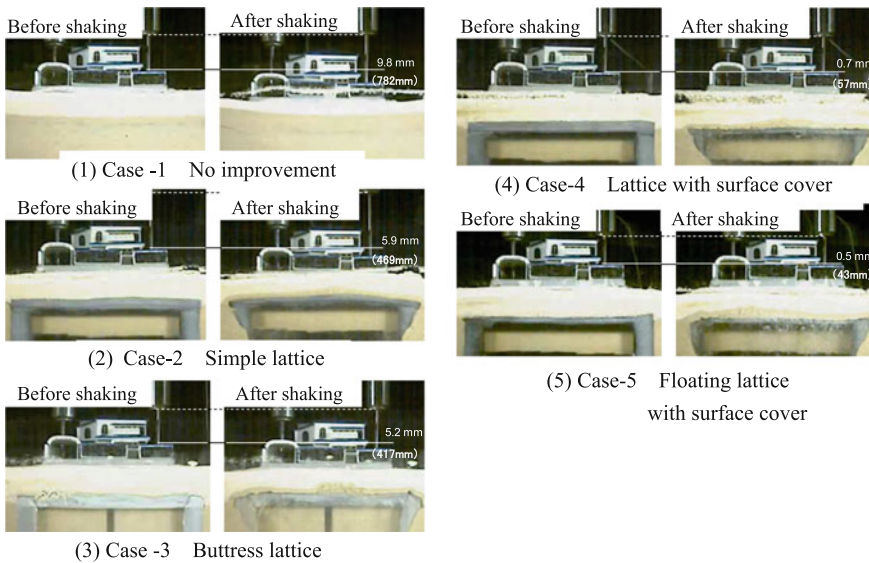 Before shaking After shaking
9.8 mm
(782mm)
(1) Case -1 No improvement
Before shaking After shaking
5.9 mm
(469mm)
(2) Case-2 Simple lattice
Before shaking After shaking
5.2 mm
(417mm)
(3) Case -3 Buttress lattice
Before shaking After shaking
0.7 mm
(57mm)
(4) Case-4 Lattice with surface cover
Before shaking After shaking
0.5 mm
(43mm)
(5) Case-5 Floating lattice
with surface cover